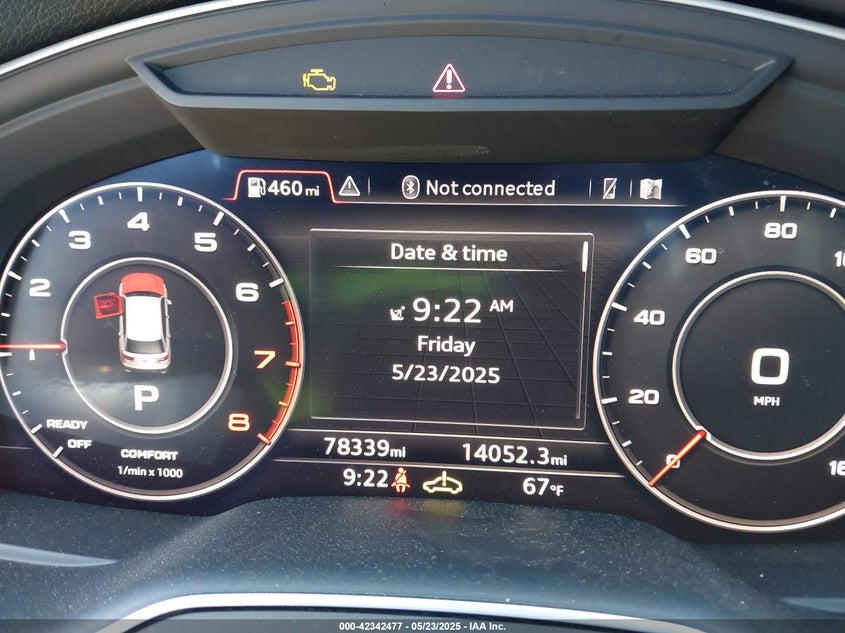 460 mi
Not connected
Date & time
9:22 AM
Friday
5/23/2025
1
2
3
4
5
6
7
8
P
READY
OFF
COMFORT
1/min x 1000
0
20
40
60
80
0
MPH
78339mi
14052.3mi
9:22
67°F
000-42342477 - 05/23/2025 - IAA Inc.